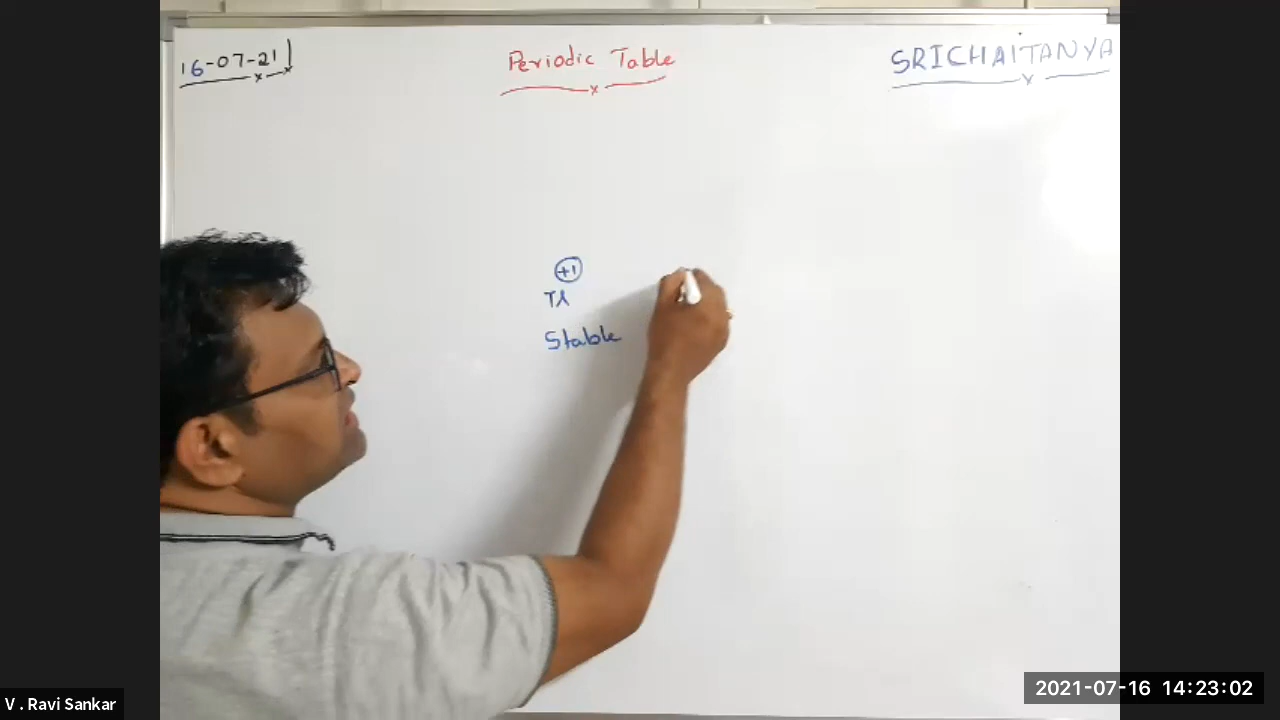 16-07-21
Periodic Table
SRICHAITANYA
+1
Tl
Stable
V . Ravi Sankar
2021-07-16 14:23:02